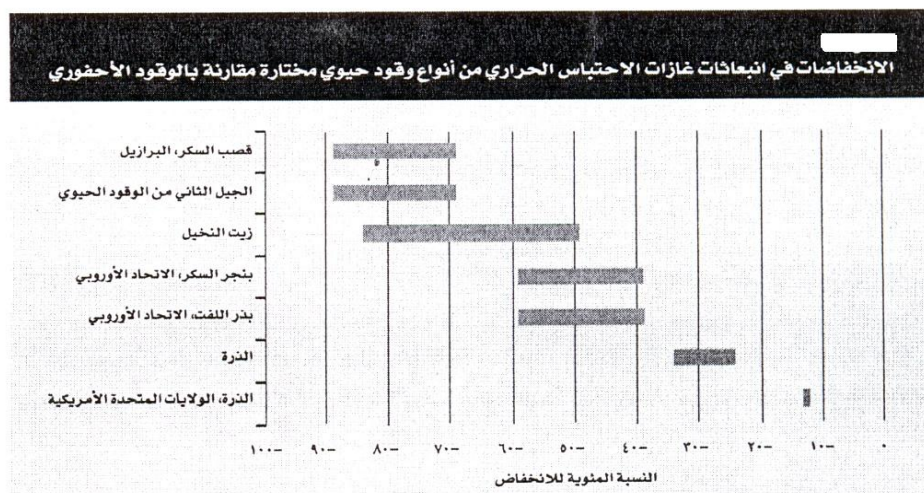 الانخفاضات في انبعاثات غازات الاحتباس الحراري من أنواع وقود حيوي مختارة مقارنة بالوقود الأحفوري
قصب السكر، البرازيل
الجيل الثاني من الوقود الحيوي
زيت النخيل
بنجر السكر، الاتحاد الأوروبي
بذر اللفت، الاتحاد الأوروبي
الذرة
الذرة، الولايات المتحدة الأمريكية
١٠٠– ٩٠– ٨٠– ٧٠– ٦٠– ٥٠– ٤٠– ٣٠– ٢٠– ١٠– ٠
النسبة المئوية للانخفاض